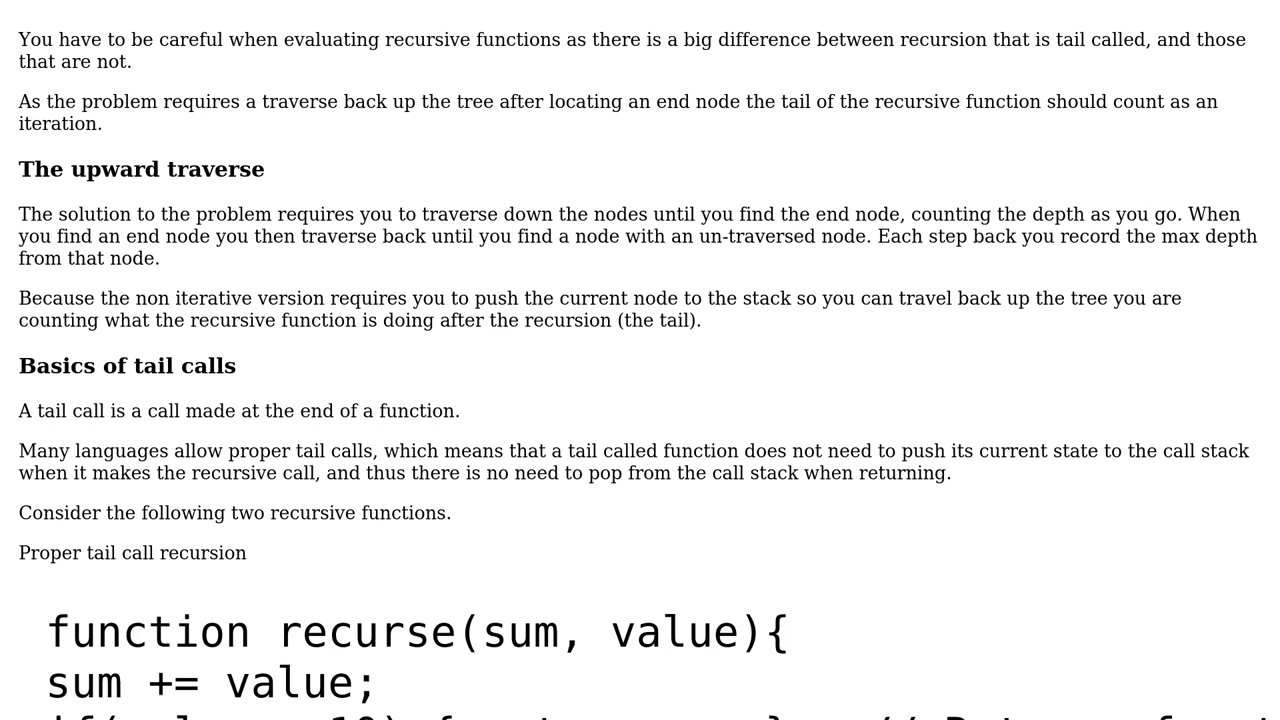 You have to be careful when evaluating recursive functions as there is a big difference between recursion that is tail called, and those
that are not.
As the problem requires a traverse back up the tree after locating an end node the tail of the recursive function should count as an
iteration.
The upward traverse
The solution to the problem requires you to traverse down the nodes until you find the end node, counting the depth as you go. When
you find an end node you then traverse back until you find a node with an un-traversed node. Each step back you record the max depth
from that node.
Because the non iterative version requires you to push the current node to the stack so you can travel back up the tree you are
counting what the recursive function is doing after the recursion (the tail).
Basics of tail calls
A tail call is a call made at the end of a function.
Many languages allow proper tail calls, which means that a tail called function does not need to push its current state to the call stack
when it makes the recursive call, and thus there is no need to pop from the call stack when returning.
Consider the following two recursive functions.
Proper tail call recursion
function recurse(sum, value){
sum += value;